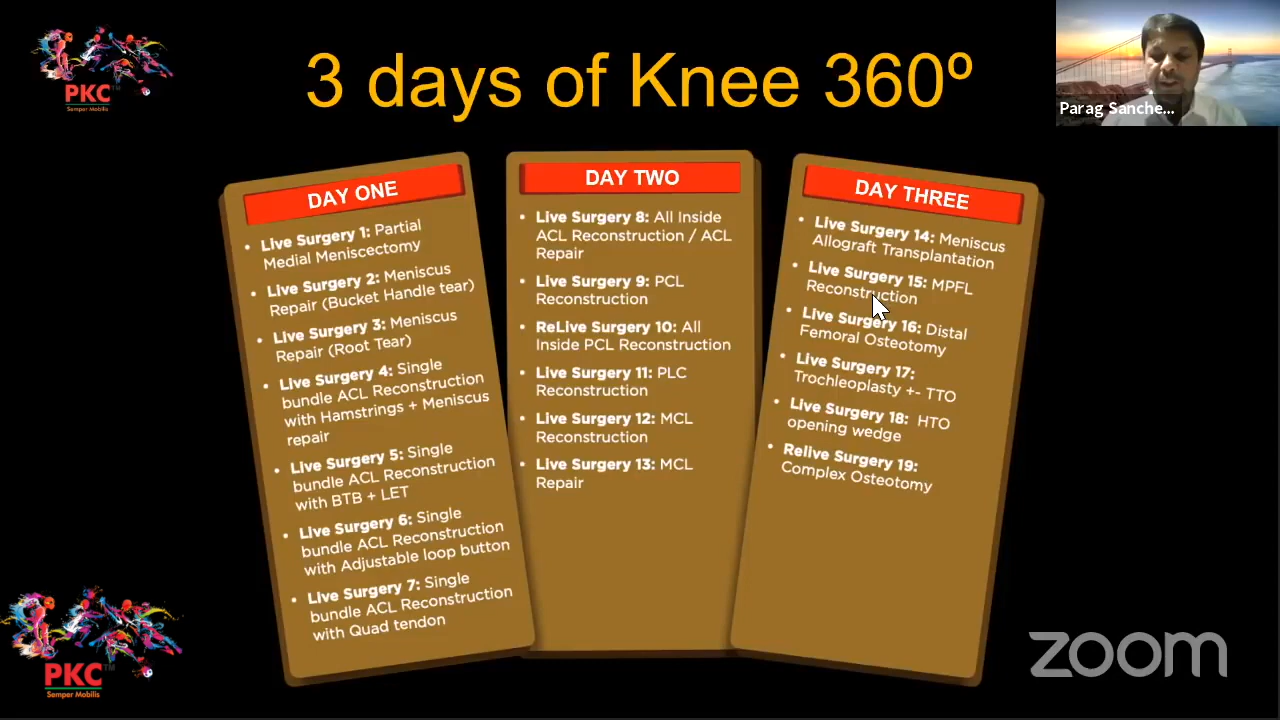 PKC™
Semper Mobilis
3 days of Knee 360º
Parag Sanche...
DAY ONE
• Live Surgery 1: Partial
Medial Meniscectomy
• Live Surgery 2: Meniscus
Repair (Bucket Handle tear)
• Live Surgery 3: Meniscus
Repair (Root Tear)
• Live Surgery 4: Single
bundle ACL Reconstruction
with Hamstrings + Meniscus
repair
• Live Surgery 5: Single
bundle ACL Reconstruction
with BTB + LET
• Live Surgery 6: Single
bundle ACL Reconstruction
with Adjustable loop button
• Live Surgery 7: Single
bundle ACL Reconstruction
with Quad tendon
DAY TWO
• Live Surgery 8: All Inside
ACL Reconstruction / ACL
Repair
• Live Surgery 9: PCL
Reconstruction
• ReLive Surgery 10: All
Inside PCL Reconstruction
• Live Surgery 11: PLC
Reconstruction
• Live Surgery 12: MCL
Reconstruction
• Live Surgery 13: MCL
Repair
DAY THREE
• Live Surgery 14: Meniscus
Allograft Transplantation
• Live Surgery 15: MPFL
Reconstruction
• Live Surgery 16: Distal
Femoral Osteotomy
• Live Surgery 17:
Trochleoplasty +- TTO
• Live Surgery 18: HTO
opening wedge
• Relive Surgery 19:
Complex Osteotomy
PKC™
Semper Mobilis
zoom